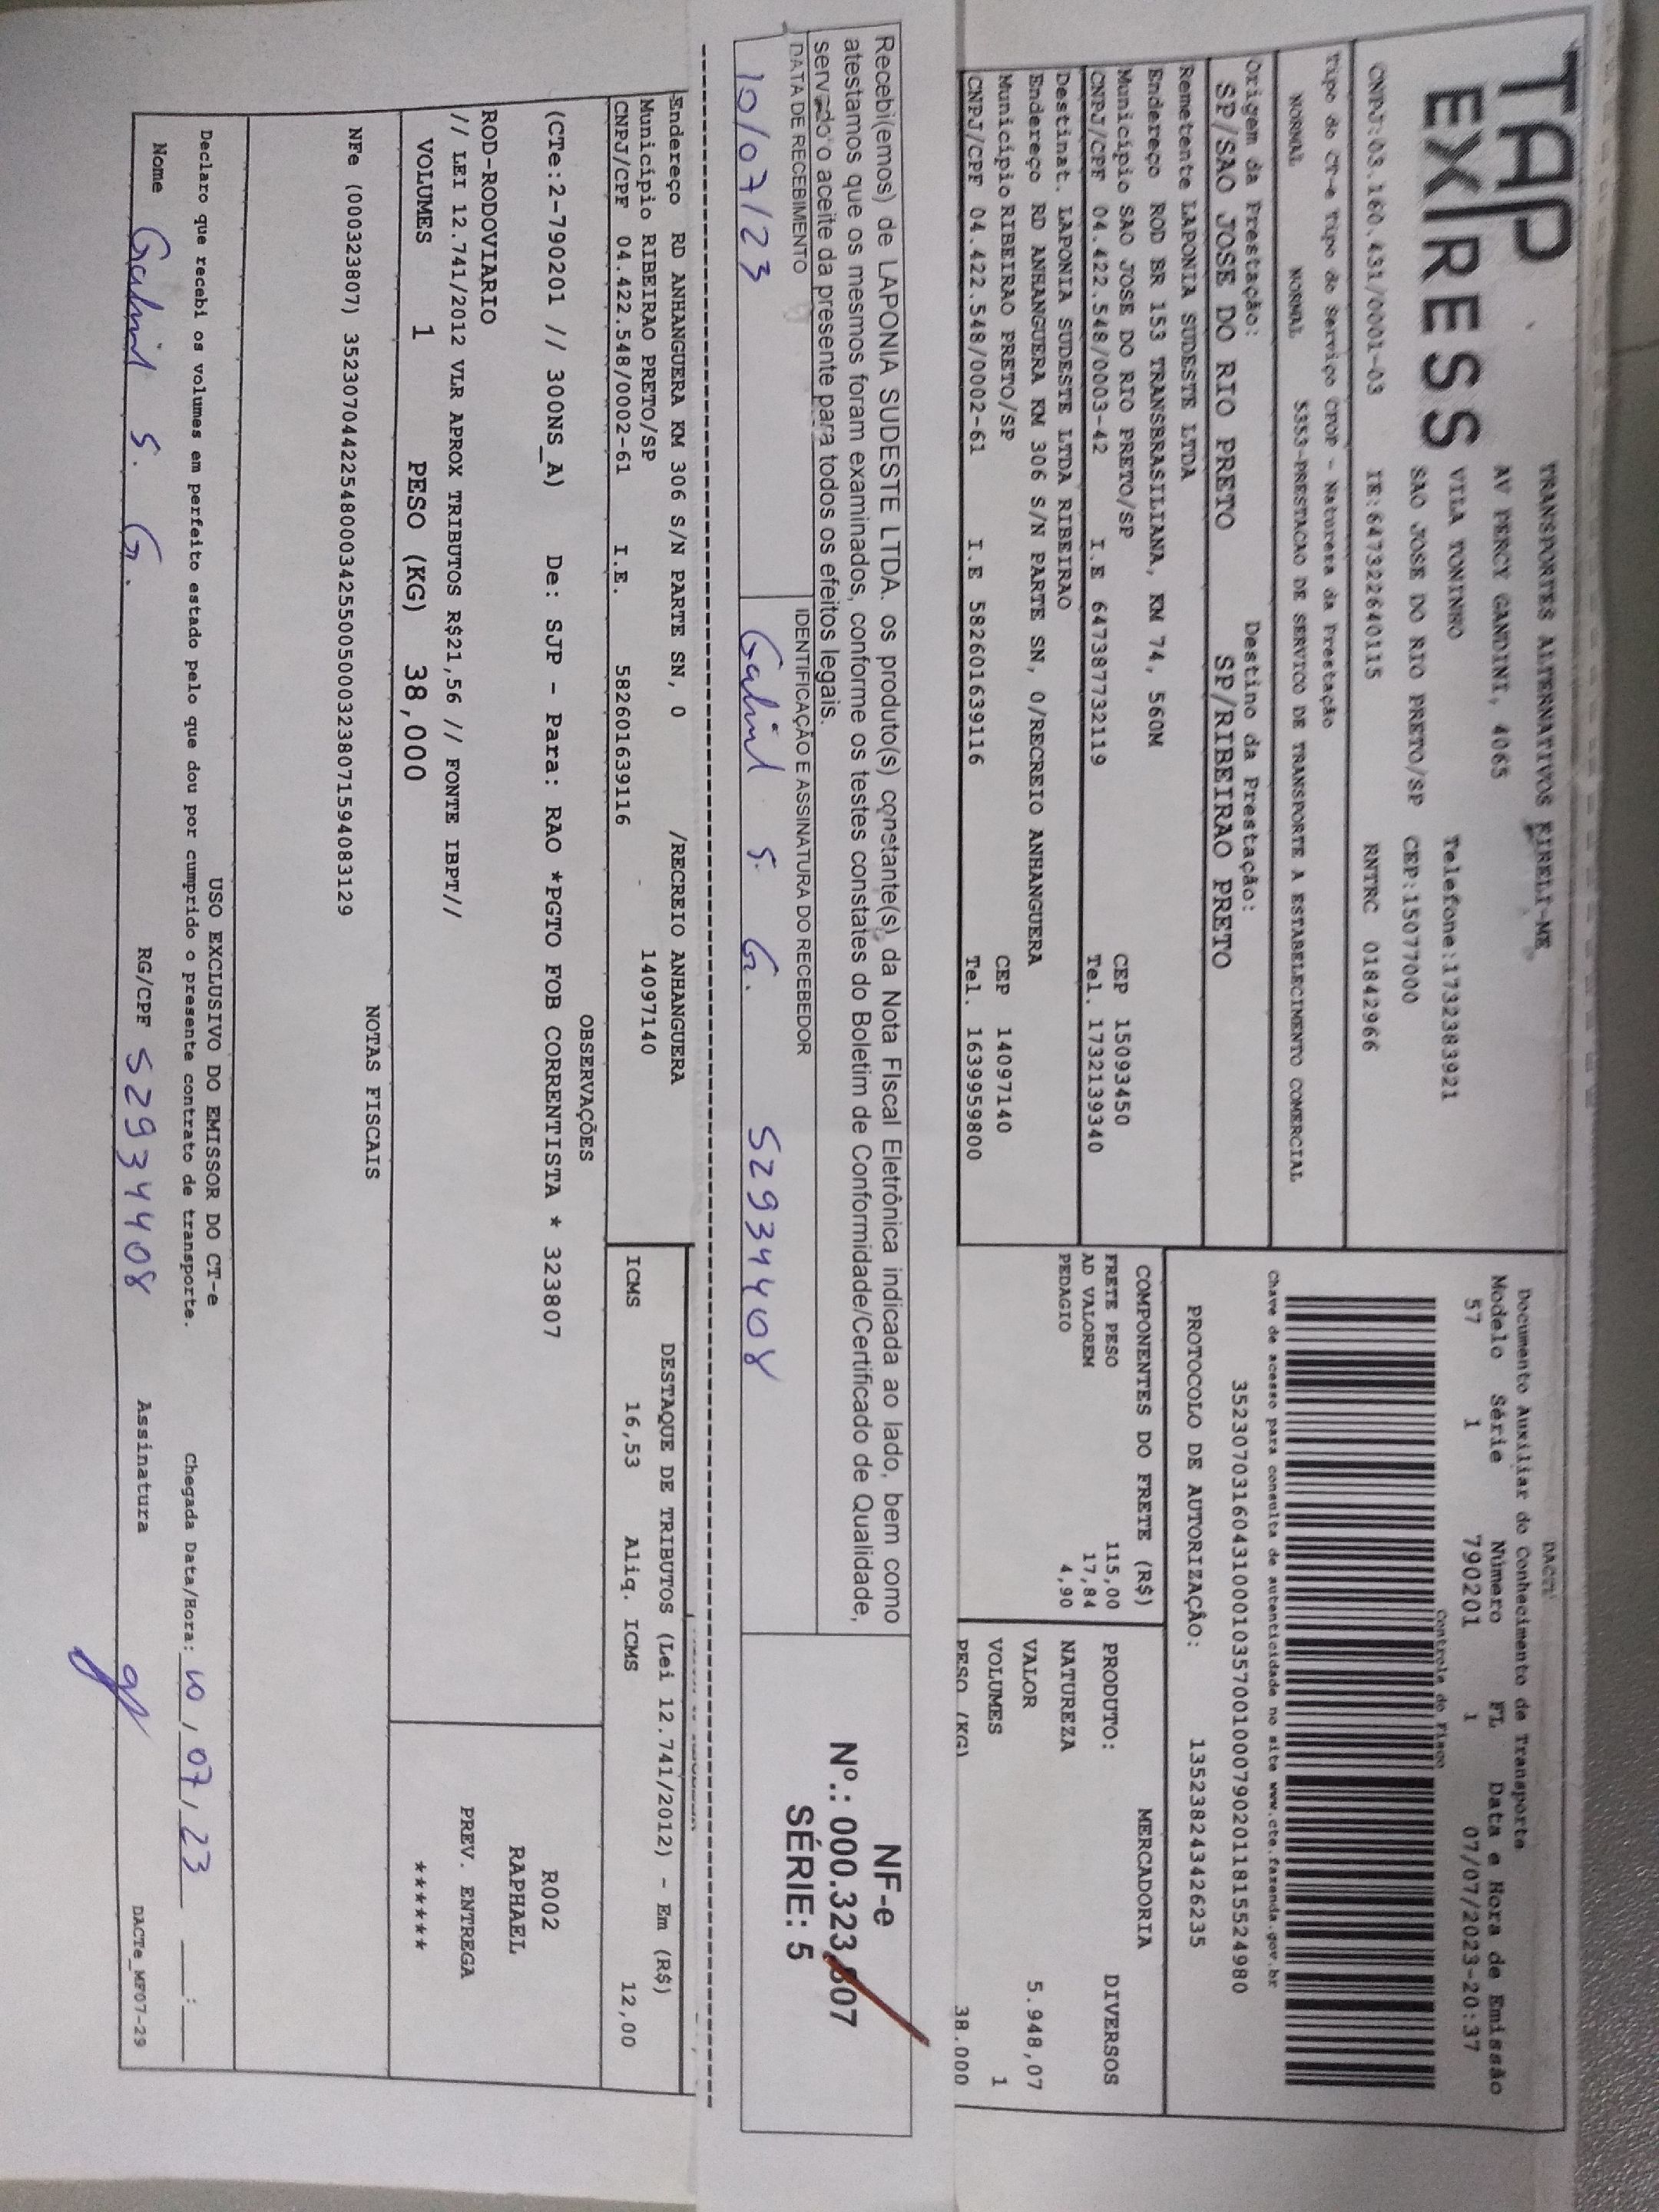 TAP
EXPRESS
TRANSPORTES ALTERNATIVOS EIRELI-ME
AV PERCY GANDINI, 4065
VILA TONINHO Telefone:1732383921
SAO JOSE DO RIO PRETO/SP CEP:15077000
CNPJ:03.160.431/0001-03 IE:647322640115 RNTRC 01842966
Tipo do CT-e Tipo do Serviço CFOP - Natureza da Prestação
NORMAL NORMAL 5353-PRESTACAO DE SERVICO DE TRANSPORTE A ESTABELECIMENTO COMERCIAL
Origem da Prestação: Destino da Prestação:
SP/SAO JOSE DO RIO PRETO SP/RIBEIRAO PRETO
Remetente LAPONIA SUDESTE LTDA
Endereço ROD BR 153 TRANSBRASILIANA, KM 74, 560M
Município SAO JOSE DO RIO PRETO/SP CEP 15093450
CNPJ/CPF 04.422.548/0003-42 I.E 647387732119 Tel. 1732139340
Destinat. LAPONIA SUDESTE LTDA RIBEIRAO
Endereço RD ANHANGUERA KM 306 S/N PARTE SN, 0/RECREIO ANHANGUERA
Município RIBEIRAO PRETO/SP CEP 14097140
CNPJ/CPF 04.422.548/0002-61 I.E 582601639116 Tel. 1639959800
DACTE
Documento Auxiliar do Conhecimento de Transporte
Modelo Série Número FL Data e Hora de Emissão
57 1 790201 1 07/07/2023-20:37
Controle do Fisco
Chave de acesso para consulta de autenticidade no site www.cte.fazenda.gov.br
35230703160431000103570010007902011815524980
PROTOCOLO DE AUTORIZAÇÃO: 135238243426235
COMPONENTES DO FRETE (R$)
FRETE PESO 115,00
AD VALOREM 17,84
PEDAGIO 4,90
MERCADORIA
PRODUTO: DIVERSOS
NATUREZA
VALOR 5.948,07
VOLUMES 1
PESO (KG) 38.000
Recebi(emos) de LAPONIA SUDESTE LTDA. os produto(s) constante(s) da Nota FIscal Eletrônica indicada ao lado, bem como
atestamos que os mesmos foram examinados, conforme os testes constates do Boletim de Conformidade/Certificado de Qualidade,
servindo o aceite da presente para todos os efeitos legais.
DATA DE RECEBIMENTO IDENTIFICAÇÃO E ASSINATURA DO RECEBEDOR
10/07/23 Gabriel S. G. 52934408
NF-e
Nº.: 000.323.807
SÉRIE: 5
Endereço RD ANHANGUERA KM 306 S/N PARTE SN, 0 /RECREIO ANHANGUERA
Município RIBEIRAO PRETO/SP 14097140
CNPJ/CPF 04.422.548/0002-61 I.E. 582601639116
DESTAQUE DE TRIBUTOS (Lei 12.741/2012) - Em (R$)
ICMS 16,53 Aliq. ICMS 12,00
OBSERVAÇÕES
(CTe:2-790201 // 300NS_A) De: SJP - Para: RAO *PGTO FOB CORRENTISTA * 323807
ROD-RODOVIARIO
// LEI 12.741/2012 VLR APROX TRIBUTOS R$21,56 // FONTE IBPT//
VOLUMES 1 PESO (KG) 38,000
R002
RAPHAEL
PREV. ENTREGA
******
NOTAS FISCAIS
NFe (000323807) 35230704422548000342550050003238071594083129
USO EXCLUSIVO DO EMISSOR DO CT-e
Declaro que recebi os volumes em perfeito estado pelo que dou por cumprido o presente contrato de transporte. Chegada Data/Hora: 10/07/23 __:__
Nome Gabriel S. G. RG/CPF 52934408 Assinatura
DACTe_MF07-29